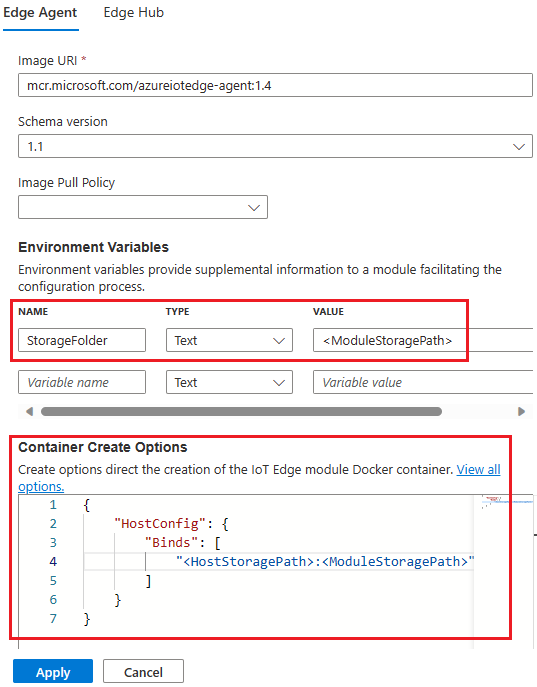 Edge Agent Edge Hub
Image URI *
mcr.microsoft.com/azureiotedge-agent:1.4
Schema version
1.1
Image Pull Policy
Environment Variables
Environment variables provide supplemental information to a module facilitating the
configuration process.
NAME TYPE VALUE
StorageFolder Text <ModuleStoragePath>
Variable name Text Variable value
Container Create Options
Create options direct the creation of the IoT Edge module Docker container. View all
options.
1 {
2 "HostConfig": {
3 "Binds": [
4 "<HostStoragePath>:<ModuleStoragePath>"
5 ]
6 }
7 }
Apply Cancel